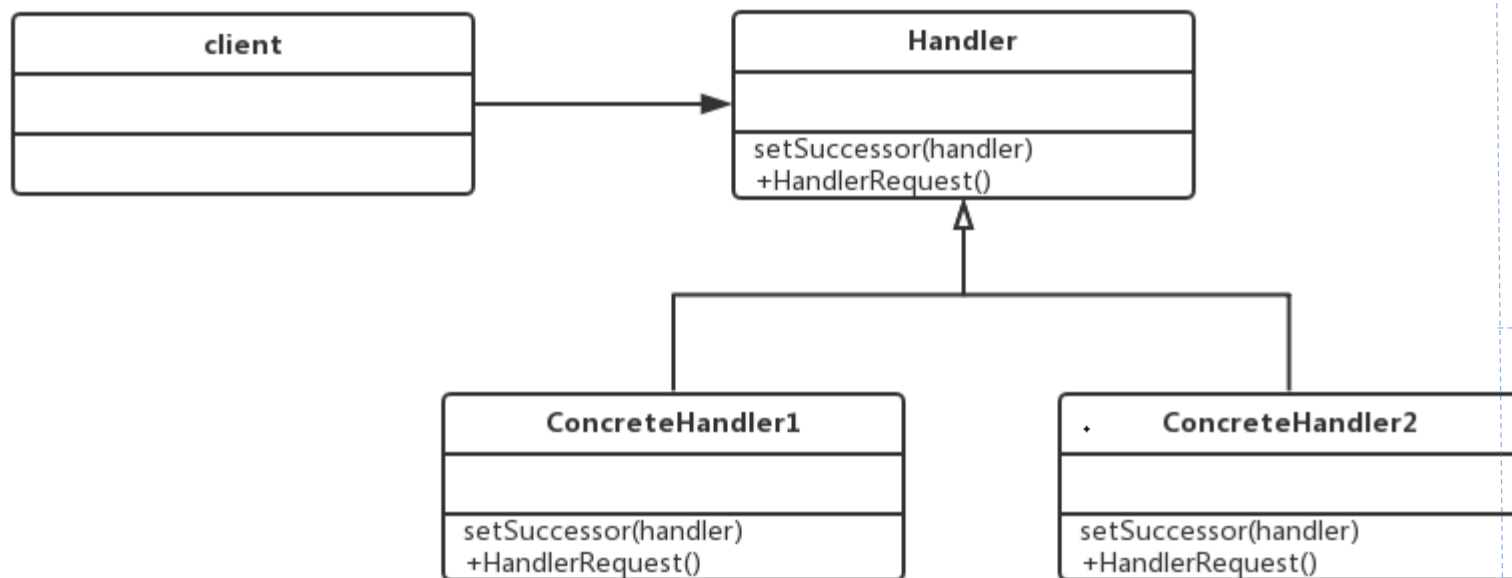 client
Handler
setSuccessor(handler)
+HandlerRequest()
ConcreteHandler1
setSuccessor(handler)
+HandlerRequest()
ConcreteHandler2
setSuccessor(handler)
+HandlerRequest()